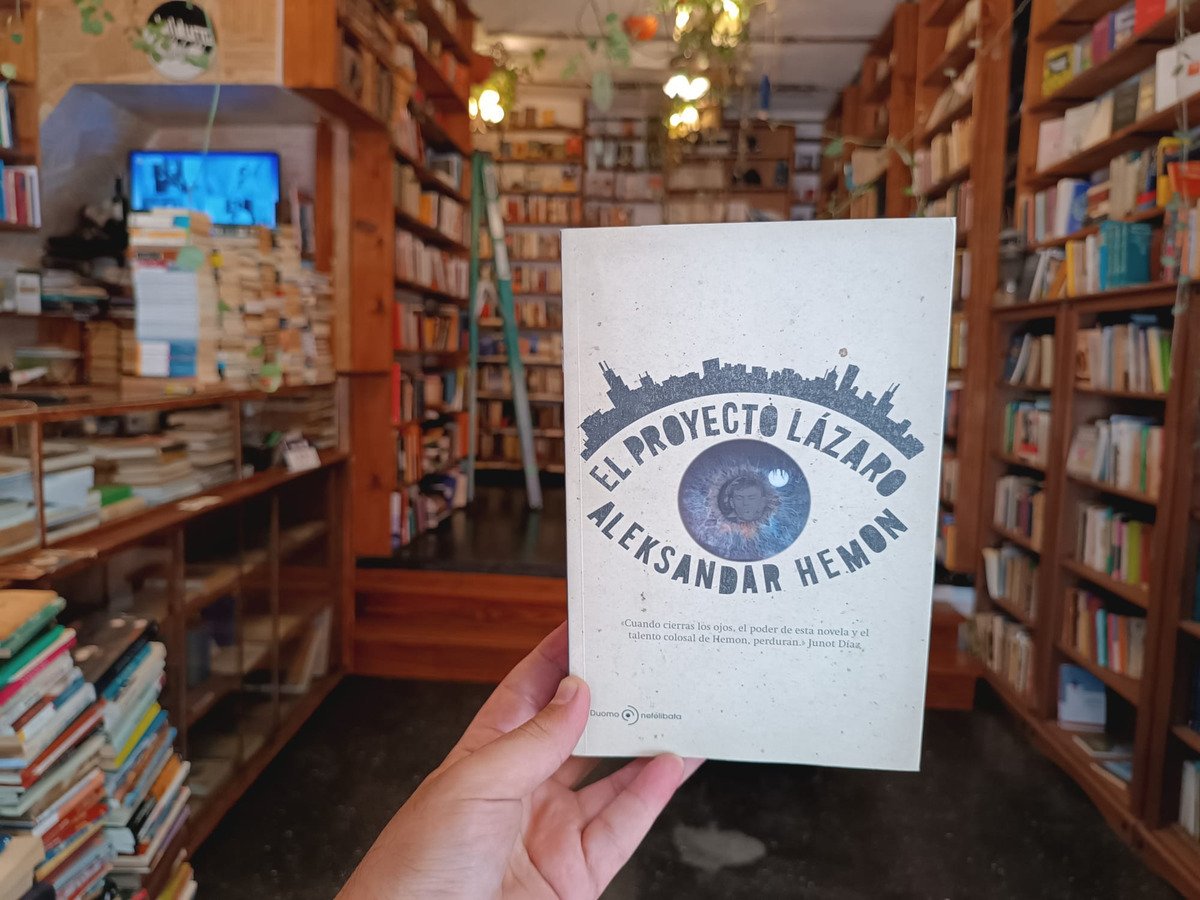 EL PROYECTO LÁZARO
ALEKSANDAR HEMON
‹Cuando cierras los ojos, el poder de esta novela y el
talento colosal de Hemon, perduran.› Junot Díaz
Duomo nefelibata